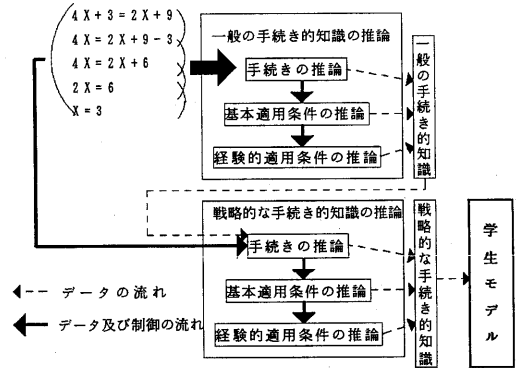 4X+3=2X+9
4X=2X+9-3
4X=2X+6
2X=6
X=3
一般の手続き的知識の推論
手続きの推論
基本適用条件の推論
経験的適用条件の推論
一般の手続き的知識
戦略的な手続き的知識の推論
手続きの推論
基本適用条件の推論
経験的適用条件の推論
戦略的な手続き的知識
学生モデル
データの流れ
データ及び制御の流れ